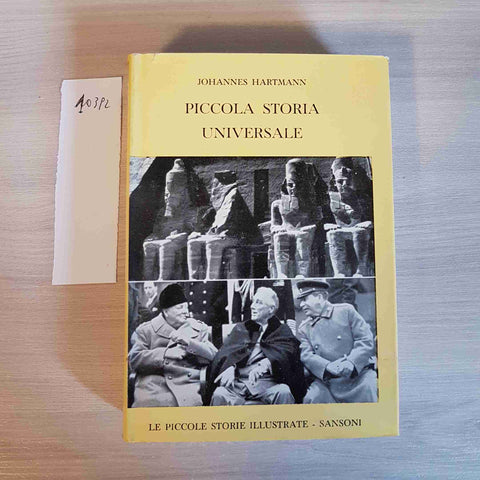 JOHANNES HARTMANN
PICCOLA STORIA
UNIVERSALE
LE PICCOLE STORIE ILLUSTRATE - SANSONI